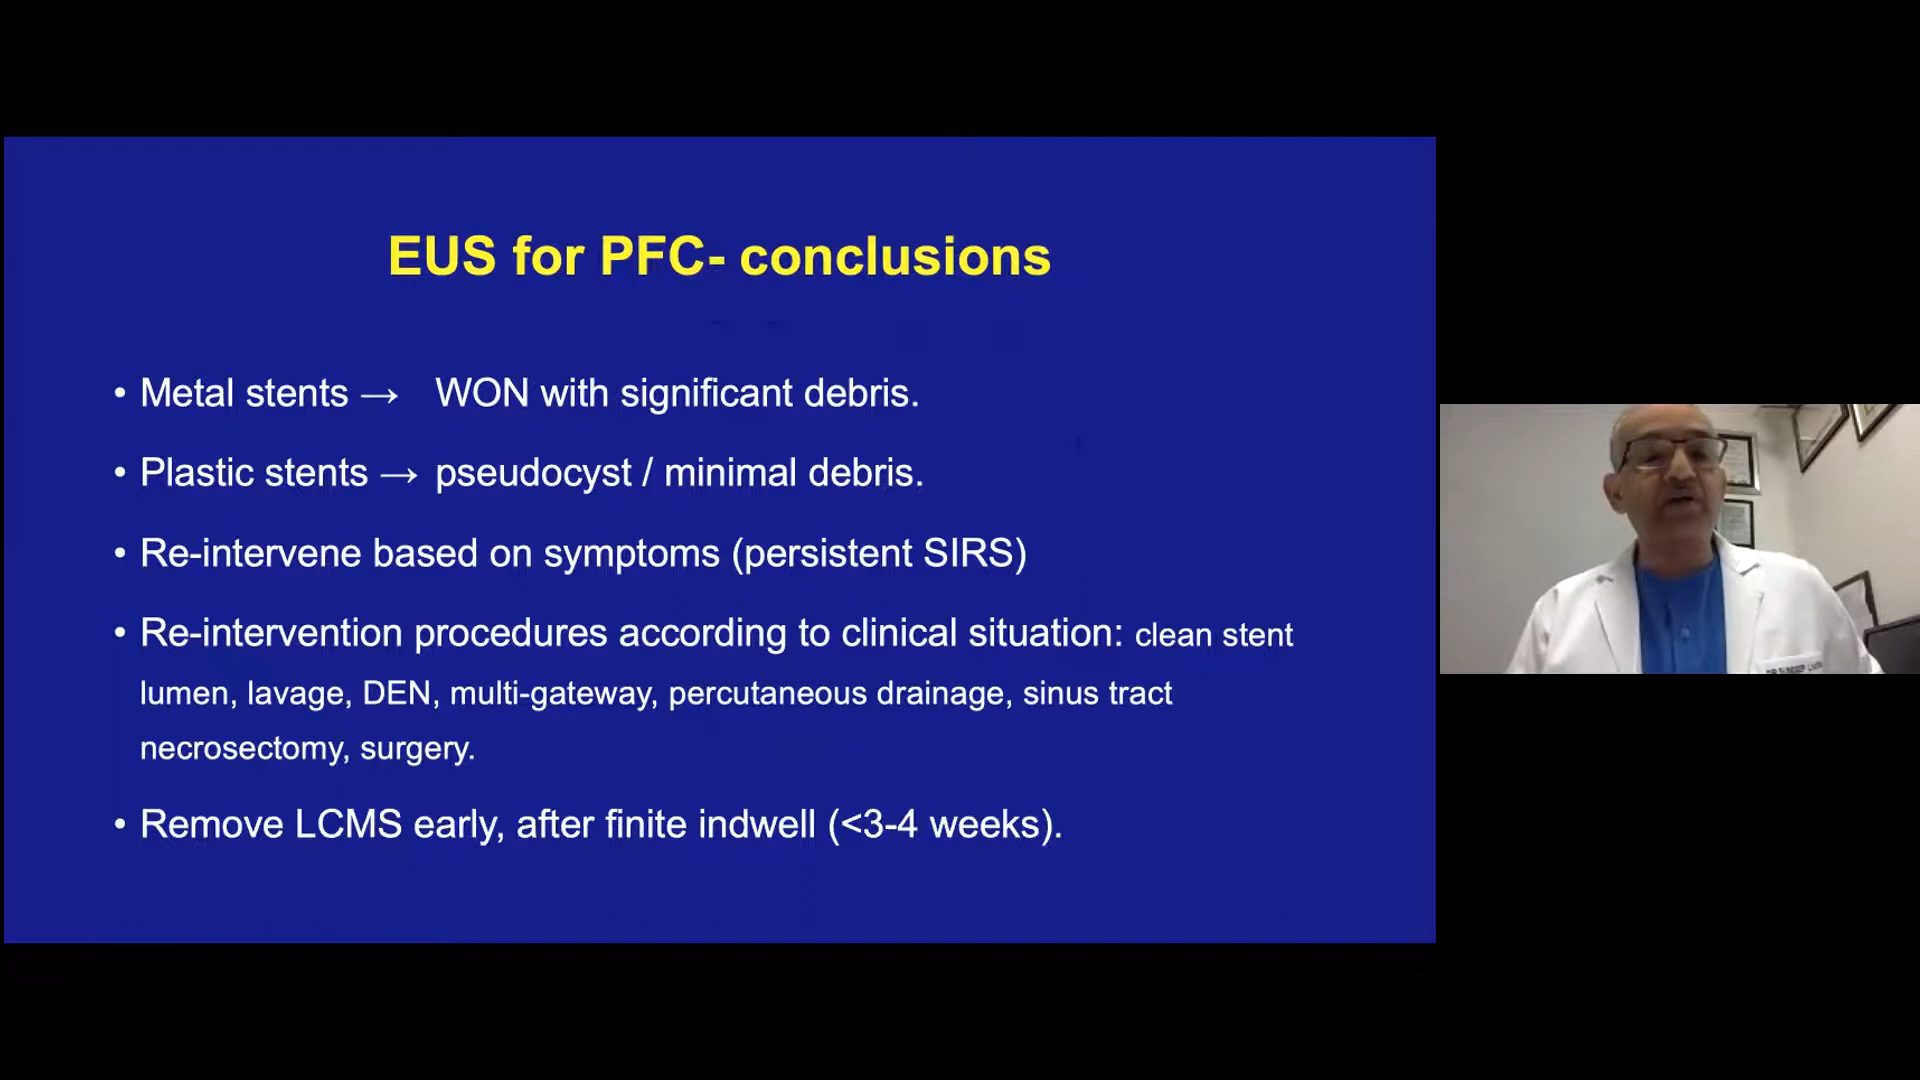 EUS for PFC- conclusions
• Metal stents → WON with significant debris.
• Plastic stents → pseudocyst / minimal debris.
• Re-intervene based on symptoms (persistent SIRS)
• Re-intervention procedures according to clinical situation: clean stent
lumen, lavage, DEN, multi-gateway, percutaneous drainage, sinus tract
necrosectomy, surgery.
• Remove LCMS early, after finite indwell (<3-4 weeks).